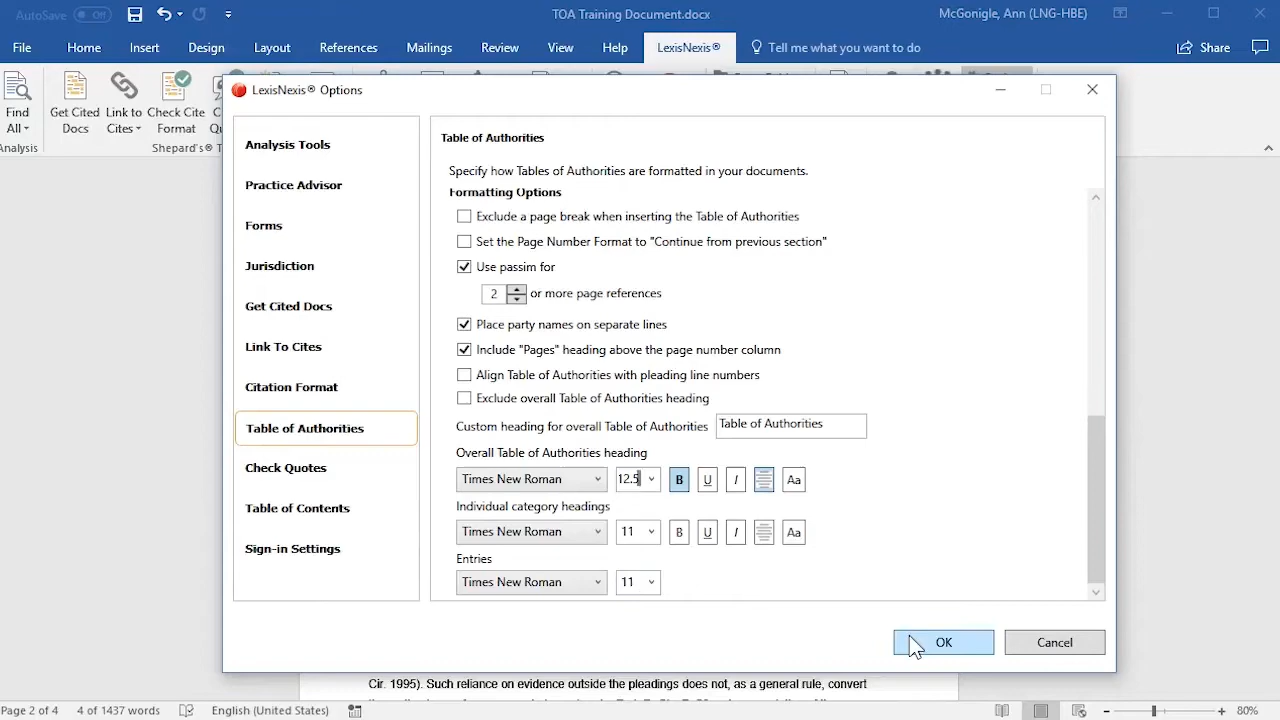 AutoSave Off TOA Training Document.docx McGonigle, Ann (LNG-HBE)
File Home Insert Design Layout References Mailings Review View Help LexisNexis® Tell me what you want to do Share
LexisNexis® Options
Find All Get Cited Docs Link to Cites Check Cite Format
Analysis Shepard's®
Analysis Tools
Practice Advisor
Forms
Jurisdiction
Get Cited Docs
Link To Cites
Citation Format
Table of Authorities
Check Quotes
Table of Contents
Sign-in Settings
Table of Authorities
Specify how Tables of Authorities are formatted in your documents.
Formatting Options
Exclude a page break when inserting the Table of Authorities
Set the Page Number Format to "Continue from previous section"
Use passim for
2 or more page references
Place party names on separate lines
Include "Pages" heading above the page number column
Align Table of Authorities with pleading line numbers
Exclude overall Table of Authorities heading
Custom heading for overall Table of Authorities Table of Authorities
Overall Table of Authorities heading
Times New Roman 12.5 B U I Aa
Individual category headings
Times New Roman 11 B U I Aa
Entries
Times New Roman 11
OK Cancel
Cir. 1995). Such reliance on evidence outside the pleadings does not, as a general rule, convert
Page 2 of 4 4 of 1437 words English (United States) 80%